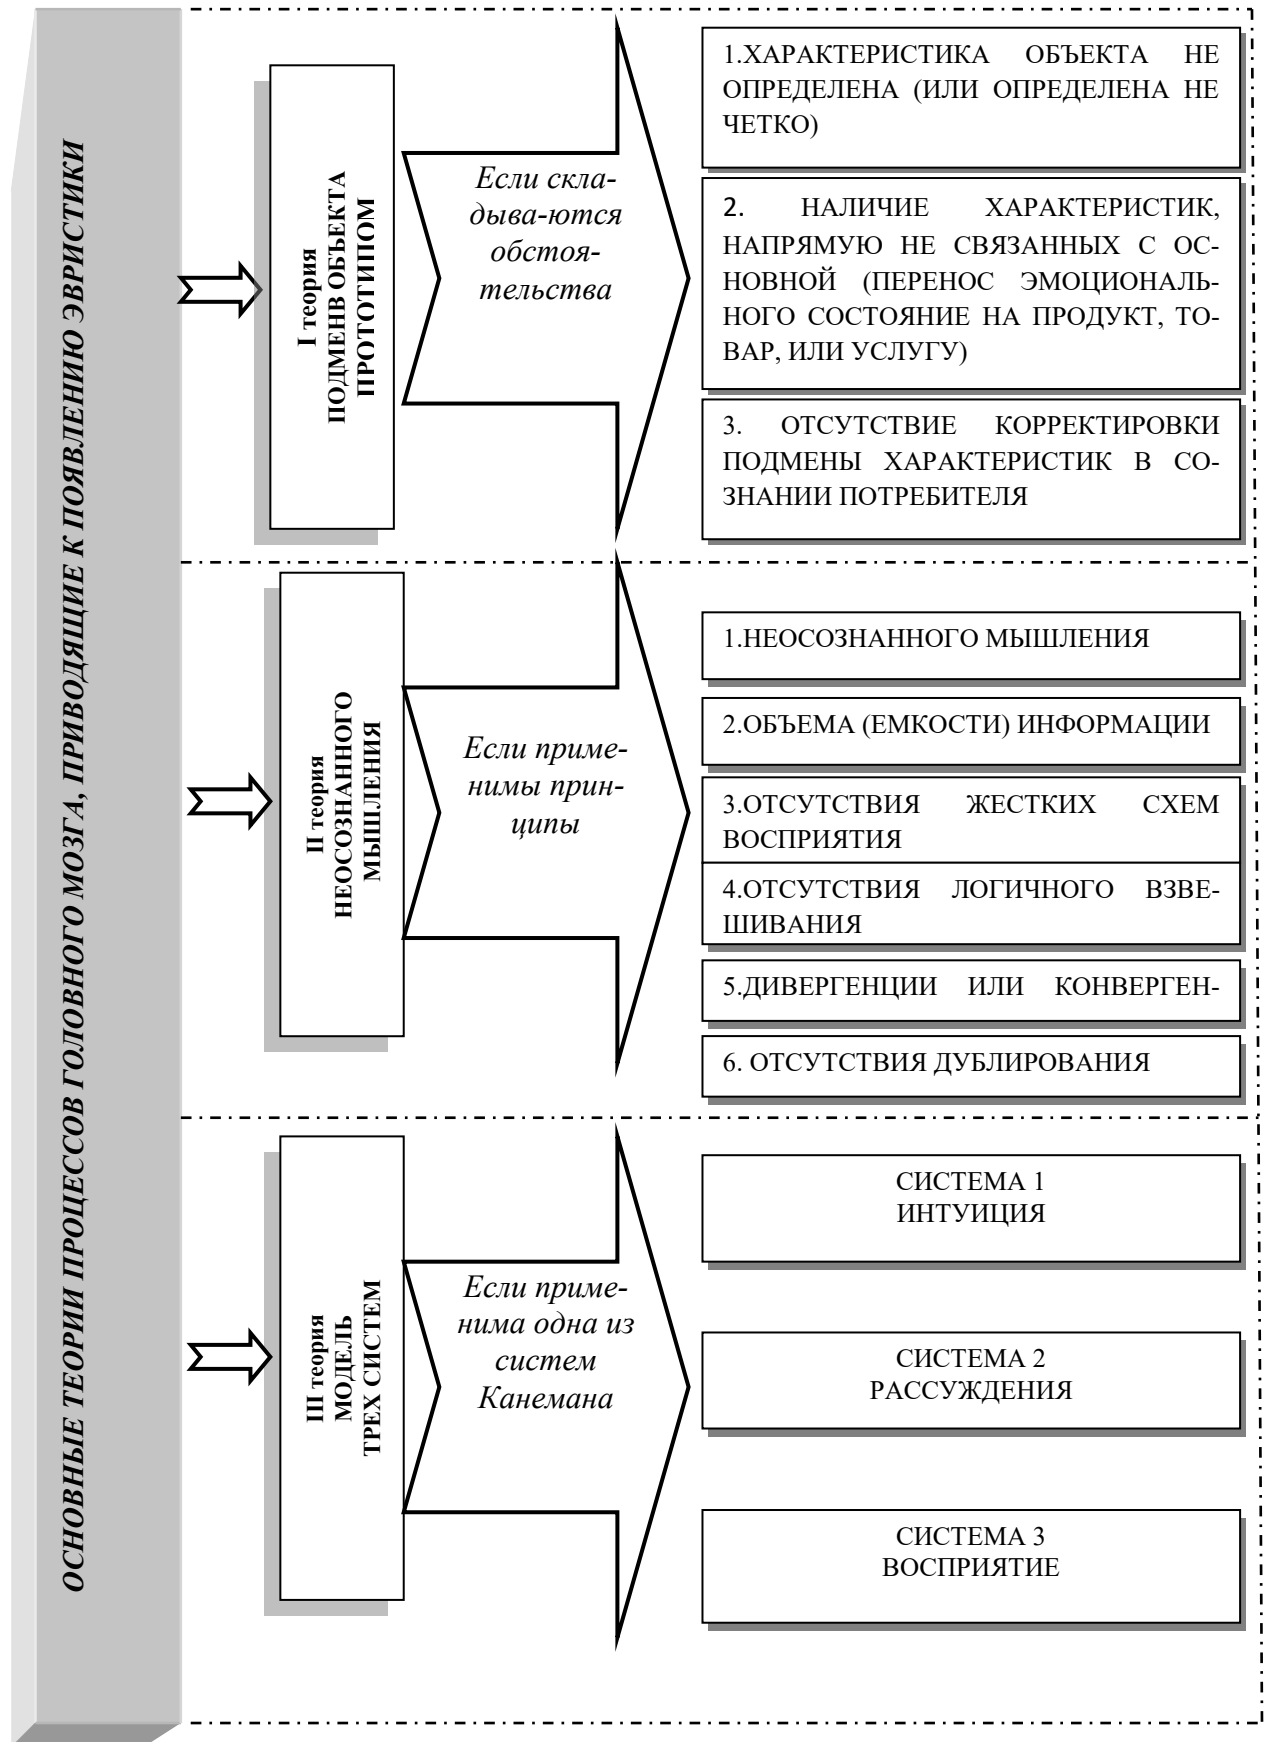 ОСНОВНЫЕ ТЕОРИИ ПРОЦЕССОВ ГОЛОВНОГО МОЗГА, ПРИВОДЯЩИЕ К ПОЯВЛЕНИЮ ЭВРИСТИКИ
I теория
ПОДМЕНВ ОБЪЕКТА
ПРОТОТИПОМ
Если скла-
дыва-ются
обстоя-
тельства
1.ХАРАКТЕРИСТИКА ОБЪЕКТА НЕ
ОПРЕДЕЛЕНА (ИЛИ ОПРЕДЕЛЕНА НЕ
ЧЕТКО)
2. НАЛИЧИЕ ХАРАКТЕРИСТИК,
НАПРЯМУЮ НЕ СВЯЗАННЫХ С ОС-
НОВНОЙ (ПЕРЕНОС ЭМОЦИОНАЛЬ-
НОГО СОСТОЯНИЕ НА ПРОДУКТ, ТО-
ВАР, ИЛИ УСЛУГУ)
3. ОТСУТСТВИЕ КОРРЕКТИРОВКИ
ПОДМЕНЫ ХАРАКТЕРИСТИК В СО-
ЗНАНИИ ПОТРЕБИТЕЛЯ
II теория
НЕОСОЗНАННОГО
МЫШЛЕНИЯ
Если приме-
нимы прин-
ципы
1.НЕОСОЗНАННОГО МЫШЛЕНИЯ
2.ОБЪЕМА (ЕМКОСТИ) ИНФОРМАЦИИ
3.ОТСУТСТВИЯ ЖЕСТКИХ СХЕМ
ВОСПРИЯТИЯ
4.ОТСУТСТВИЯ ЛОГИЧНОГО ВЗВЕ-
ШИВАНИЯ
5.ДИВЕРГЕНЦИИ ИЛИ КОНВЕРГЕН-
6. ОТСУТСТВИЯ ДУБЛИРОВАНИЯ
III теория
МОДЕЛЬ
ТРЕХ СИСТЕМ
Если приме-
нима одна из
систем
Канемана
СИСТЕМА 1
ИНТУИЦИЯ
СИСТЕМА 2
РАССУЖДЕНИЯ
СИСТЕМА 3
ВОСПРИЯТИЕ